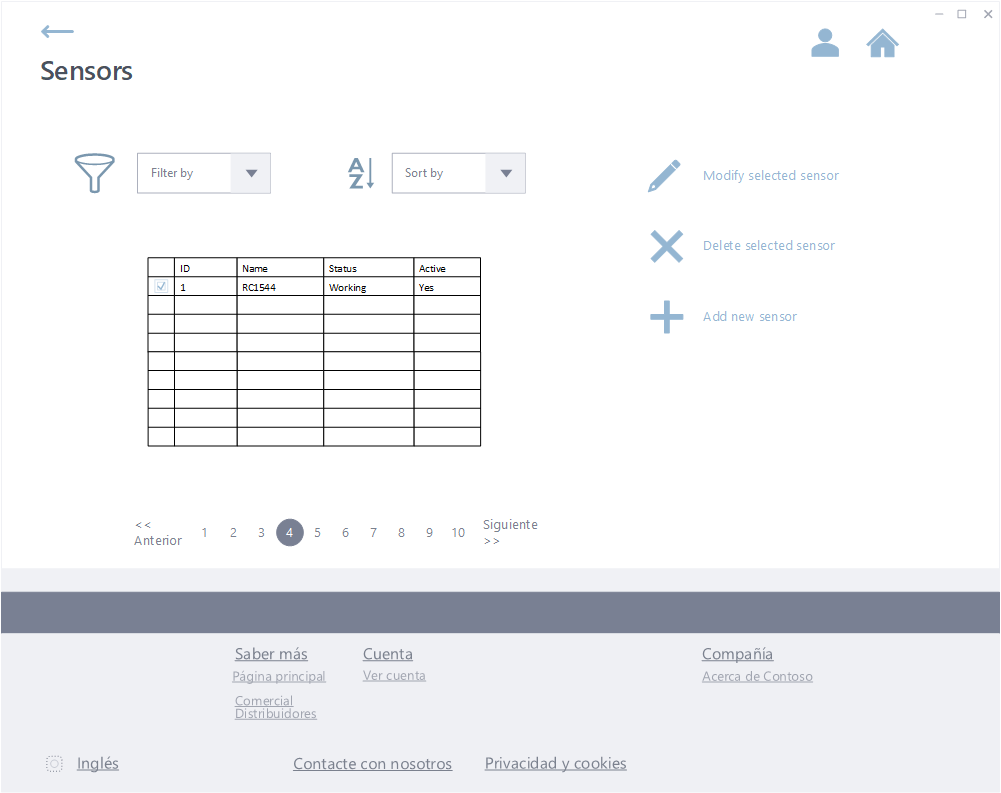 Sensors
Filter by
A
Z
Sort by
Modify selected sensor
Delete selected sensor
Add new sensor
ID Name Status Active
1 RC1544 Working Yes
<<
Anterior
1 2 3 4 5 6 7 8 9 10
Siguiente
>>
Saber más Cuenta Compañía
Página principal Ver cuenta Acerca de Contoso
Comercial
Distribuidores
Inglés Contacte con nosotros Privacidad y cookies